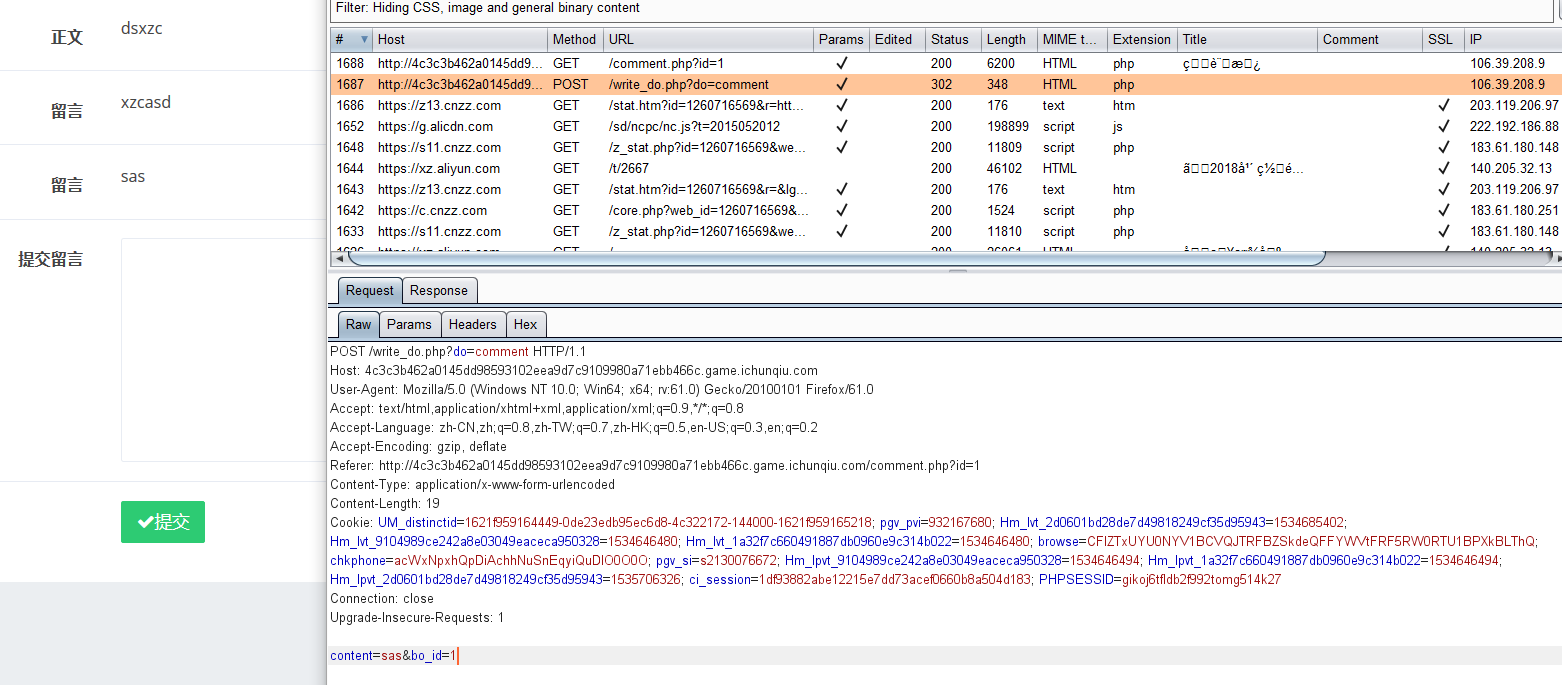 正文 dsxzc
留言 xzcasd
留言 sas
提交留言
提交
Filter: Hiding CSS, image and general binary content
# Host Method URL Params Edited Status Length MIME t... Extension Title Comment SSL IP
1688 http://4c3c3b462a0145dd9... GET /comment.php?id=1 ✓ 200 6200 HTML php ç□□è¨□æ□¿ 106.39.208.9
1687 http://4c3c3b462a0145dd9... POST /write_do.php?do=comment ✓ 302 348 HTML php 106.39.208.9
1686 https://z13.cnzz.com GET /stat.htm?id=1260716569&r=htt... ✓ 200 176 text htm ✓ 203.119.206.97
1652 https://g.alicdn.com GET /sd/ncpc/nc.js?t=2015052012 ✓ 200 198899 script js ✓ 222.192.186.88
1648 https://s11.cnzz.com GET /z_stat.php?id=1260716569&we... ✓ 200 11809 script php ✓ 183.61.180.148
1644 https://xz.aliyun.com GET /t/2667 200 46102 HTML ã□□2018å¹´ ç½□é... ✓ 140.205.32.13
1643 https://z13.cnzz.com GET /stat.htm?id=1260716569&r=&lg... ✓ 200 176 text htm ✓ 203.119.206.97
1642 https://c.cnzz.com GET /core.php?web_id=1260716569&... ✓ 200 1524 script php ✓ 183.61.180.251
1633 https://s11.cnzz.com GET /z_stat.php?id=1260716569&we... ✓ 200 11810 script php ✓ 183.61.180.148
Request Response
Raw Params Headers Hex
POST /write_do.php?do=comment HTTP/1.1
Host: 4c3c3b462a0145dd98593102eea9d7c9109980a71ebb466c.game.ichunqiu.com
User-Agent: Mozilla/5.0 (Windows NT 10.0; Win64; x64; rv:61.0) Gecko/20100101 Firefox/61.0
Accept: text/html,application/xhtml+xml,application/xml;q=0.9,*/*;q=0.8
Accept-Language: zh-CN,zh;q=0.8,zh-TW;q=0.7,zh-HK;q=0.5,en-US;q=0.3,en;q=0.2
Accept-Encoding: gzip, deflate
Referer: http://4c3c3b462a0145dd98593102eea9d7c9109980a71ebb466c.game.ichunqiu.com/comment.php?id=1
Content-Type: application/x-www-form-urlencoded
Content-Length: 19
Cookie: UM_distinctid=1621f959164449-0de23edb95ec6d8-4c322172-144000-1621f959165218; pgv_pvi=932167680; Hm_lvt_2d0601bd28de7d49818249cf35d95943=1534685402;
Hm_lvt_9104989ce242a8e03049eaceca950328=1534646480; Hm_lvt_1a32f7c660491887db0960e9c314b022=1534646480; browse=CFlZTxUYU0NYV1BCVQJTRFBZSkdeQFFYWVtFRF5RW0RTU1BPXkBLThQ;
chkphone=acWxNpxhQpDiAchhNuSnEqyiQuDIO0O0O; pgv_si=s2130076672; Hm_lpvt_9104989ce242a8e03049eaceca950328=1534646494; Hm_lpvt_1a32f7c660491887db0960e9c314b022=1534646494;
Hm_lpvt_2d0601bd28de7d49818249cf35d95943=1535706326; ci_session=1df93882abe12215e7dd73acef0660b8a504d183; PHPSESSID=gikoj6tfldb2f992tomg514k27
Connection: close
Upgrade-Insecure-Requests: 1
content=sas&bo_id=1